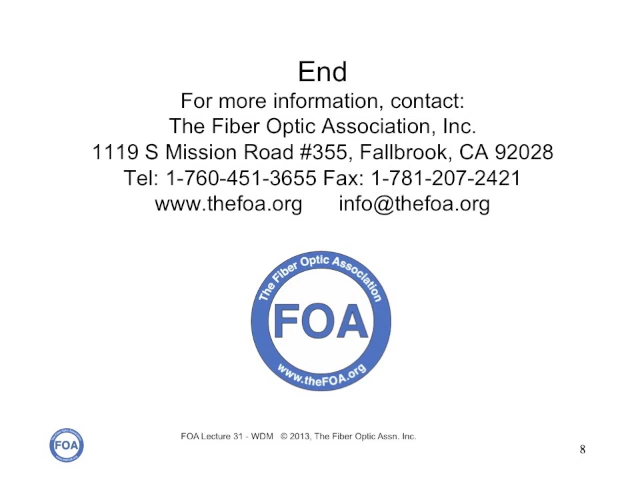 End
For more information, contact:
The Fiber Optic Association, Inc.
1119 S Mission Road #355, Fallbrook, CA 92028
Tel: 1-760-451-3655 Fax: 1-781-207-2421
www.thefoa.org info@thefoa.org
The Fiber Optic Association
FOA
www.theFOA.org
FOA Lecture 31 - WDM © 2013, The Fiber Optic Assn. Inc.
FOA
8